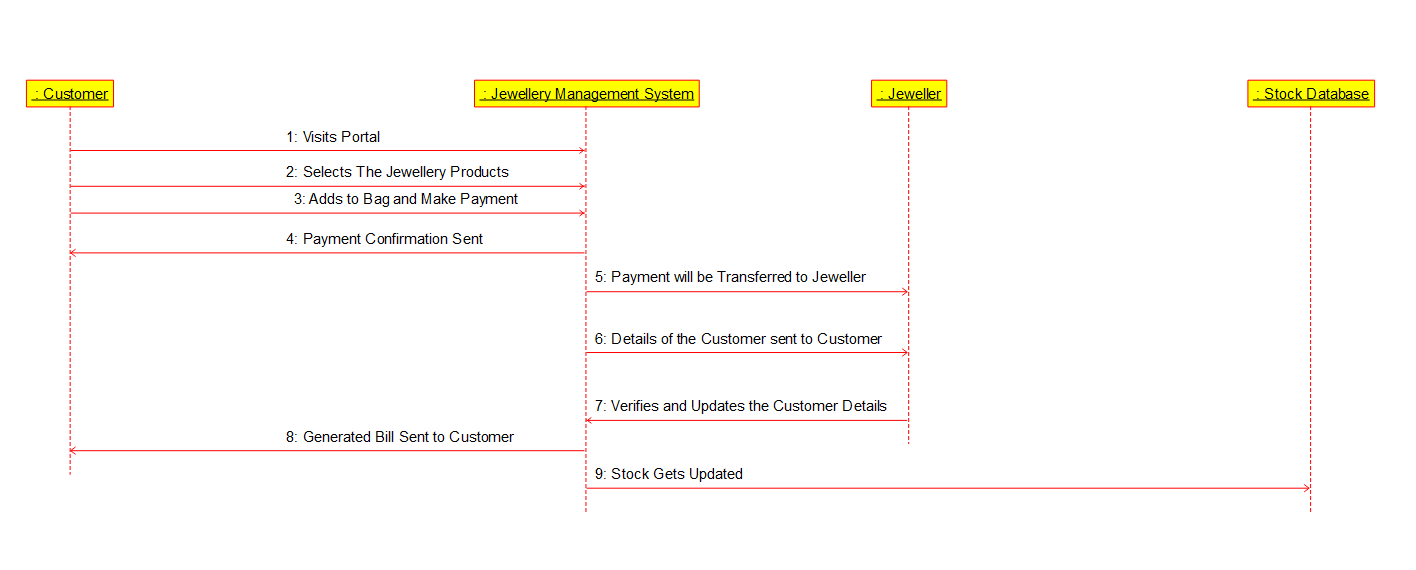 : Customer
: Jewellery Management System
: Jeweller
: Stock Database
1: Visits Portal
2: Selects The Jewellery Products
3: Adds to Bag and Make Payment
4: Payment Confirmation Sent
5: Payment will be Transferred to Jeweller
6: Details of the Customer sent to Customer
7: Verifies and Updates the Customer Details
8: Generated Bill Sent to Customer
9: Stock Gets Updated